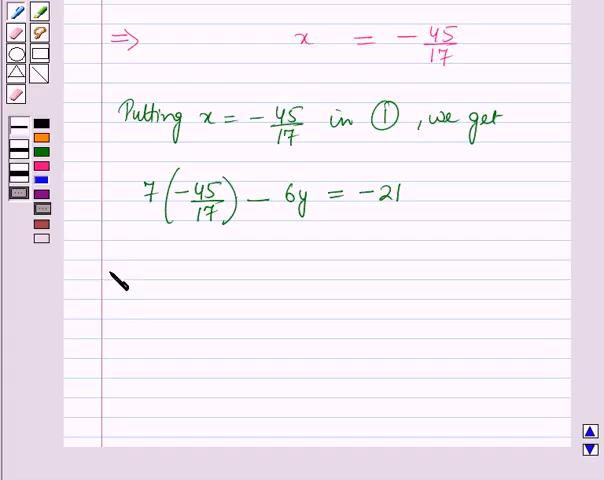 ⇒ x = - 45/17
Putting x = - 45/17 in ①, we get
7(-45/17) - 6y = -21